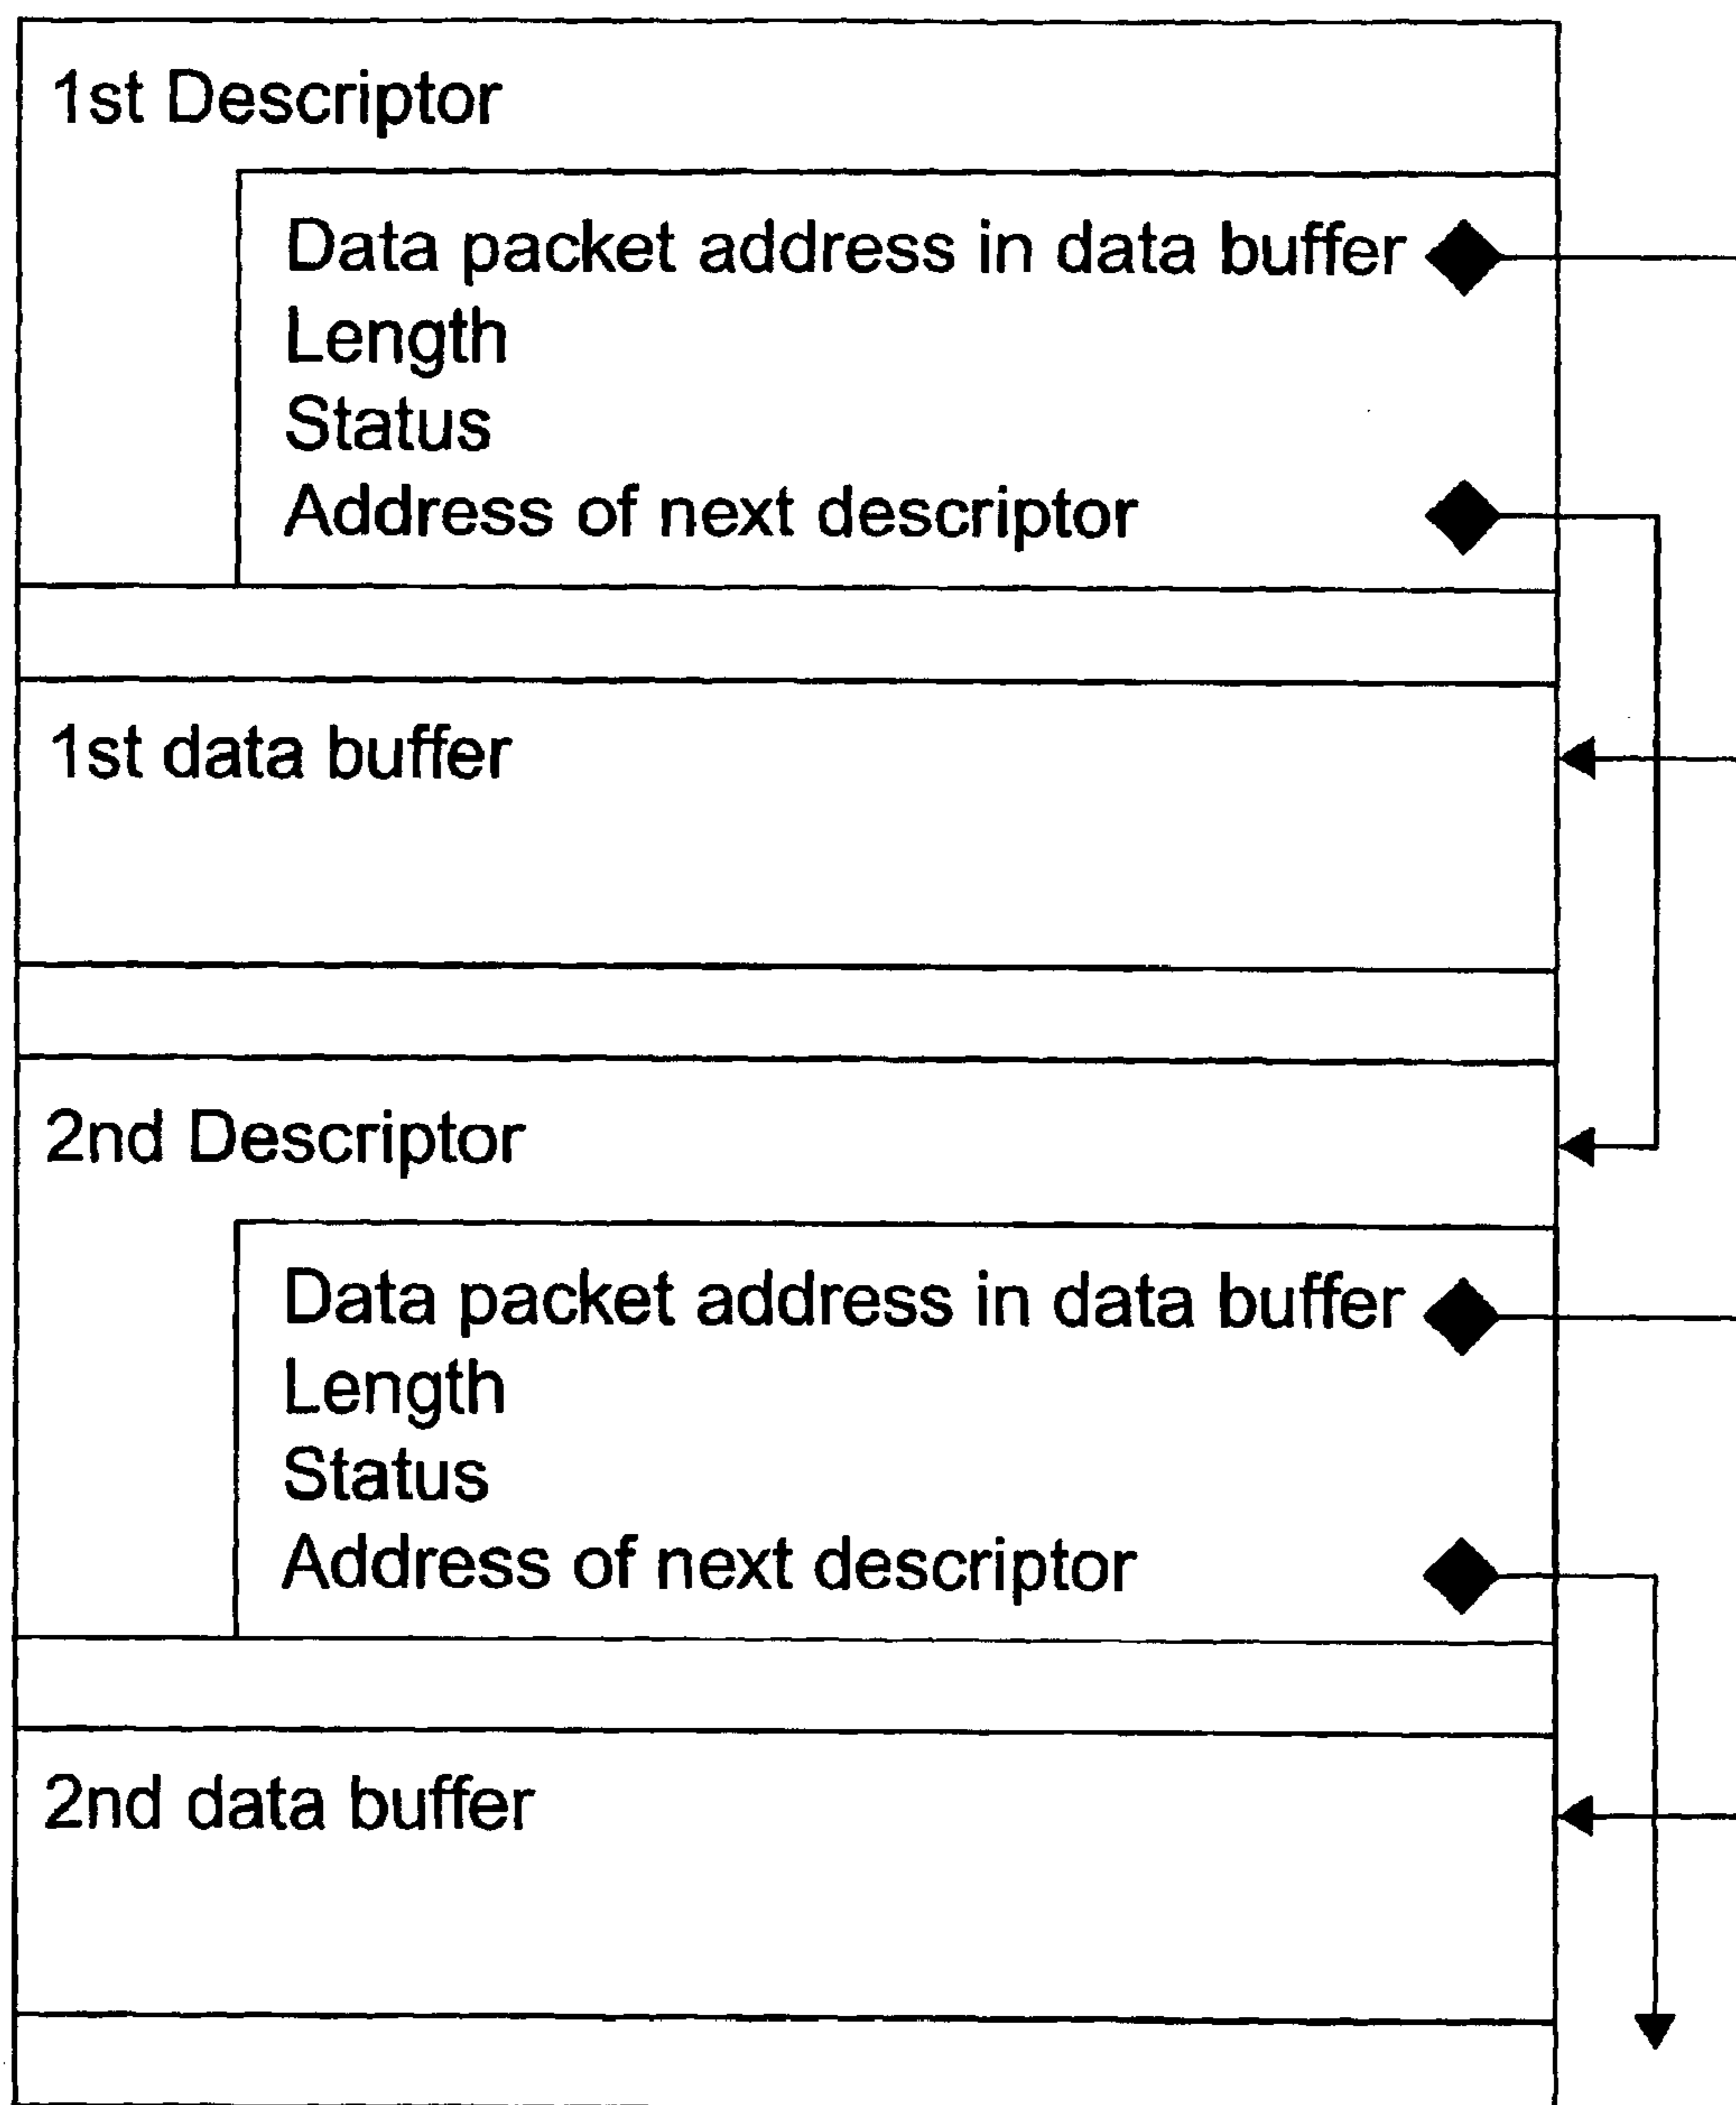 1st Descriptor
Data packet address in data buffer
Length
Status
Address of next descriptor
1st data buffer
2nd Descriptor
Data packet address in data buffer
Length
Status
Address of next descriptor
2nd data buffer